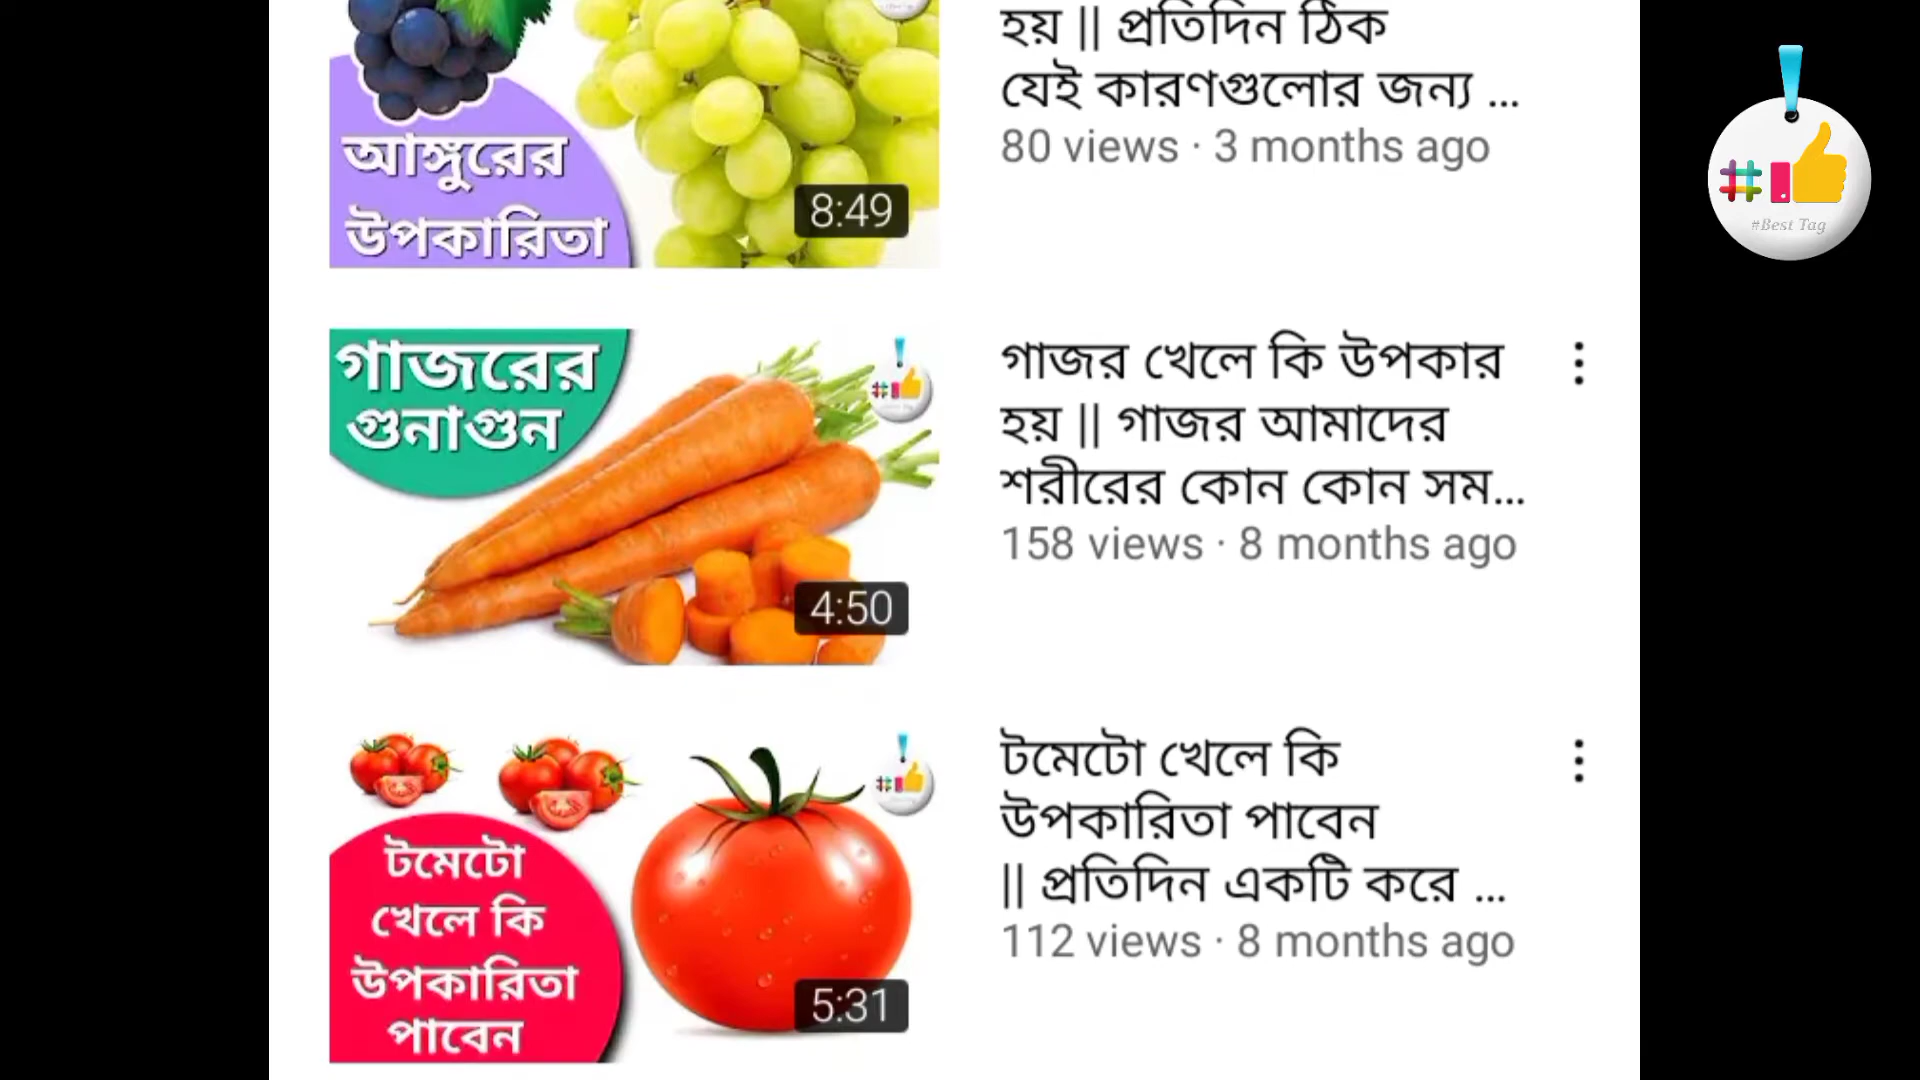 হয় || প্রতিদিন ঠিক
যেই কারণগুলোর জন্য ...
80 views · 3 months ago
আঙ্গুরের
উপকারিতা
8:49
#Best Tag
গাজরের
গুনাগুন
4:50
গাজর খেলে কি উপকার
হয় || গাজর আমাদের
শরীরের কোন কোন সম...
158 views · 8 months ago
টমেটো
খেলে কি
উপকারিতা
পাবেন
5:31
টমেটো খেলে কি
উপকারিতা পাবেন
|| প্রতিদিন একটি করে ...
112 views · 8 months ago